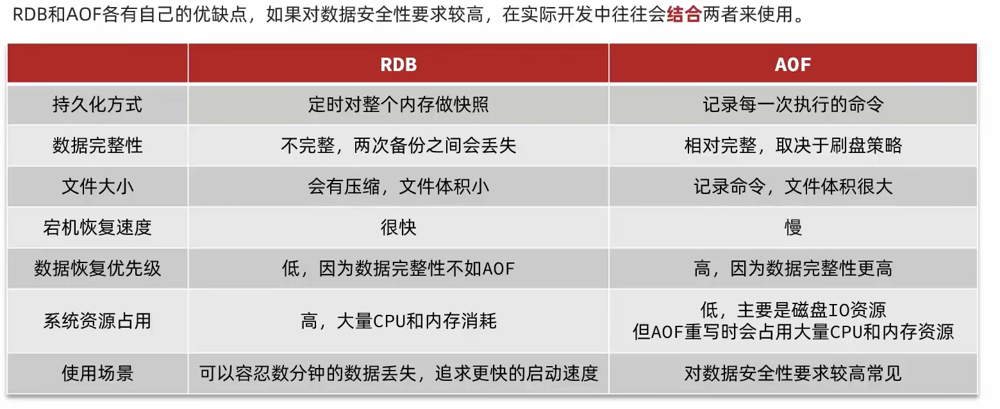 RDB和AOF各有自己的优缺点，如果对数据安全性要求较高，在实际开发中往往会结合两者来使用。
RDB AOF
持久化方式 定时对整个内存做快照 记录每一次执行的命令
数据完整性 不完整，两次备份之间会丢失 相对完整，取决于刷盘策略
文件大小 会有压缩，文件体积小 记录命令，文件体积很大
宕机恢复速度 很快 慢
数据恢复优先级 低，因为数据完整性不如AOF 高，因为数据完整性更高
系统资源占用 高，大量CPU和内存消耗 低，主要是磁盘IO资源
但AOF重写时会占用大量CPU和内存资源
使用场景 可以容忍数分钟的数据丢失，追求更快的启动速度 对数据安全性要求较高常见